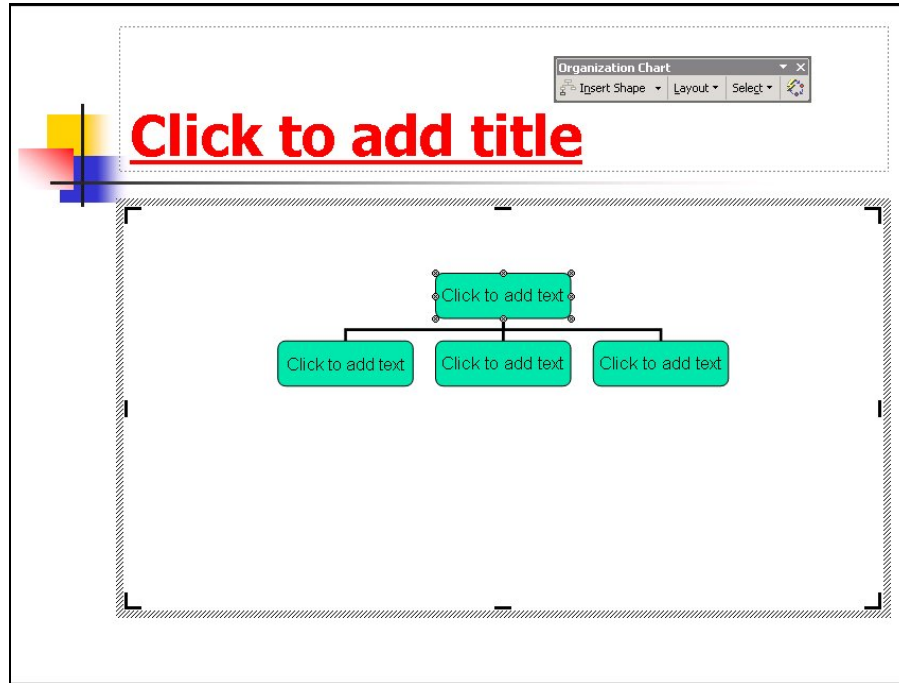 Organization Chart
Insert Shape Layout Select
Click to add title
Click to add text
Click to add text Click to add text Click to add text